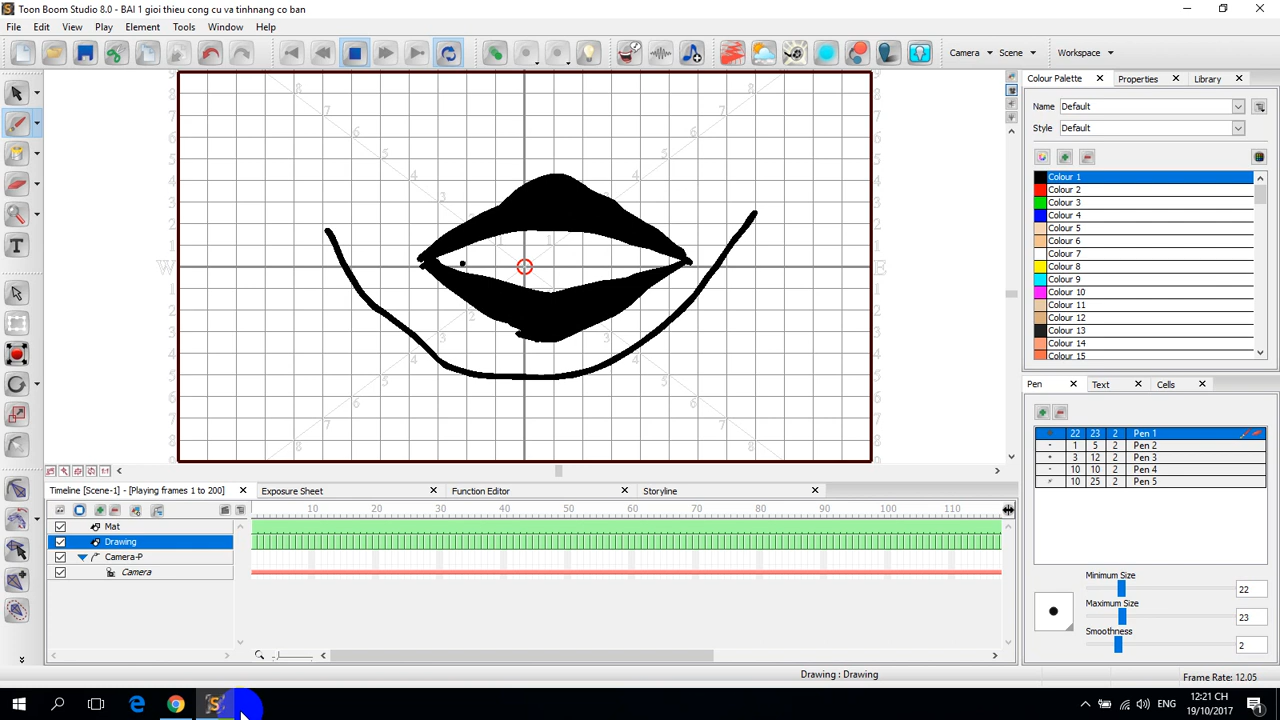 Toon Boom Studio 8.0 - BAI 1 gioi thieu cong cu va tinhnang co ban
File Edit View Play Element Tools Window Help
Camera Scene Workspace
Colour Palette Properties Library
Name Default
Style Default
Colour 1
Colour 2
Colour 3
Colour 4
Colour 5
Colour 6
Colour 7
Colour 8
Colour 9
Colour 10
Colour 11
Colour 12
Colour 13
Colour 14
Colour 15
W E
Pen Text Cells
22 23 2 Pen 1
1 5 2 Pen 2
3 12 2 Pen 3
10 10 2 Pen 4
10 25 2 Pen 5
Minimum Size
22
Maximum Size
23
Smoothness
2
Timeline [Scene-1] - [Playing frames 1 to 200] Exposure Sheet Function Editor Storyline
10 20 30 40 50 60 70 80 90 100 110
Mat
Drawing
Camera-P
Camera
Drawing : Drawing
Frame Rate: 12.05
ENG
12:21 CH
19/10/2017